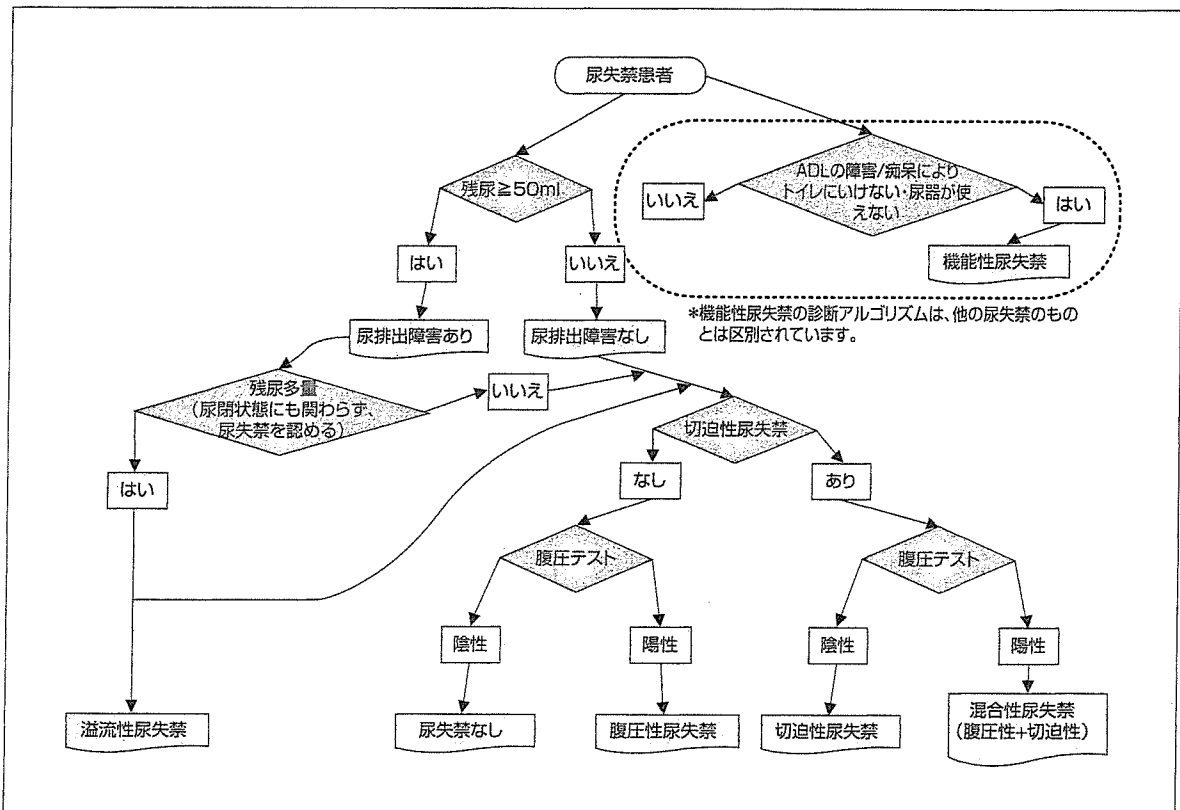 尿失禁患者
残尿≧50ml
ADLの障害/痴呆により
トイレにいけない・尿器が使
えない
いいえ
はい
はい
いいえ
機能性尿失禁
*機能性尿失禁の診断アルゴリズムは、他の尿失禁のもの
とは区別されています。
尿排出障害あり
尿排出障害なし
残尿多量
(尿閉状態にも関わらず、
尿失禁を認める)
いいえ
切迫性尿失禁
はい
なし
あり
腹圧テスト
腹圧テスト
陰性
陽性
陰性
陽性
溢流性尿失禁
尿失禁なし
腹圧性尿失禁
切迫性尿失禁
混合性尿失禁
(腹圧性+切迫性)